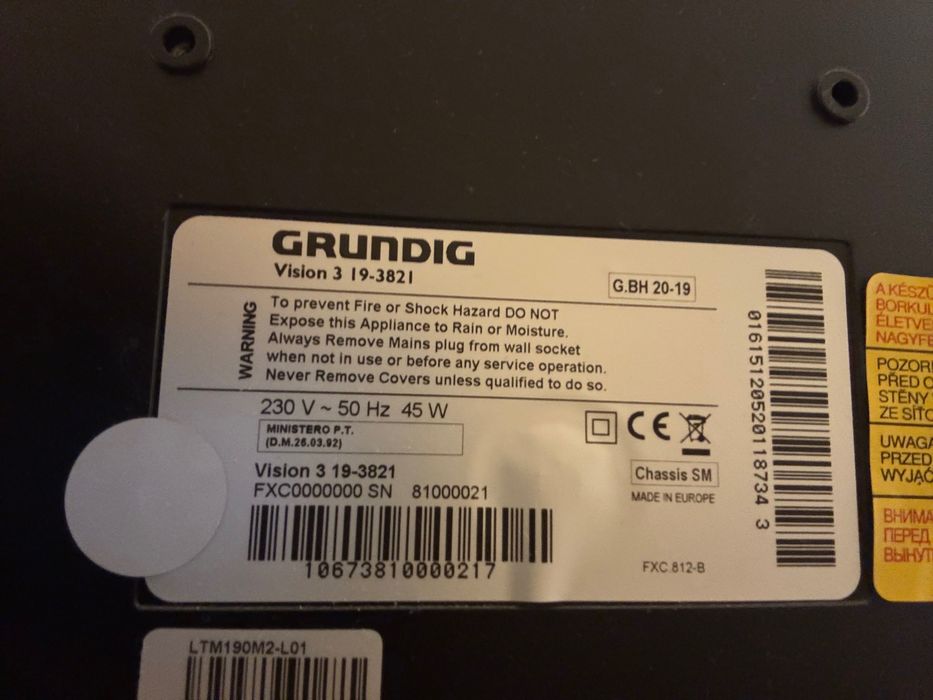 GRUNDIG
Vision 3 19-3821
G.BH 20-19
WARNING
To prevent Fire or Shock Hazard DO NOT
Expose this Appliance to Rain or Moisture.
Always Remove Mains plug from wall socket
when not in use or before any service operation.
Never Remove Covers unless qualified to do so.
230 V ~ 50 Hz 45 W
MINISTERO P.T.
(D.M.26.03.92)
CE
Vision 3 19-3821
FXC0000000 SN 81000021
Chassis SM
MADE IN EUROPE
10673810000217
FXC 812-B
01615120520118734 3
LTM190M2-L01
A KÉSZÜ
BORKUL
ÉLETVE
NAGYFE
POZOR
PŘED O
STĚNY
ZE SÍŤO
UWAGA
PRZED
WYJĄĆ
ВНИМА
ПЕРЕД
ВЫНУТ